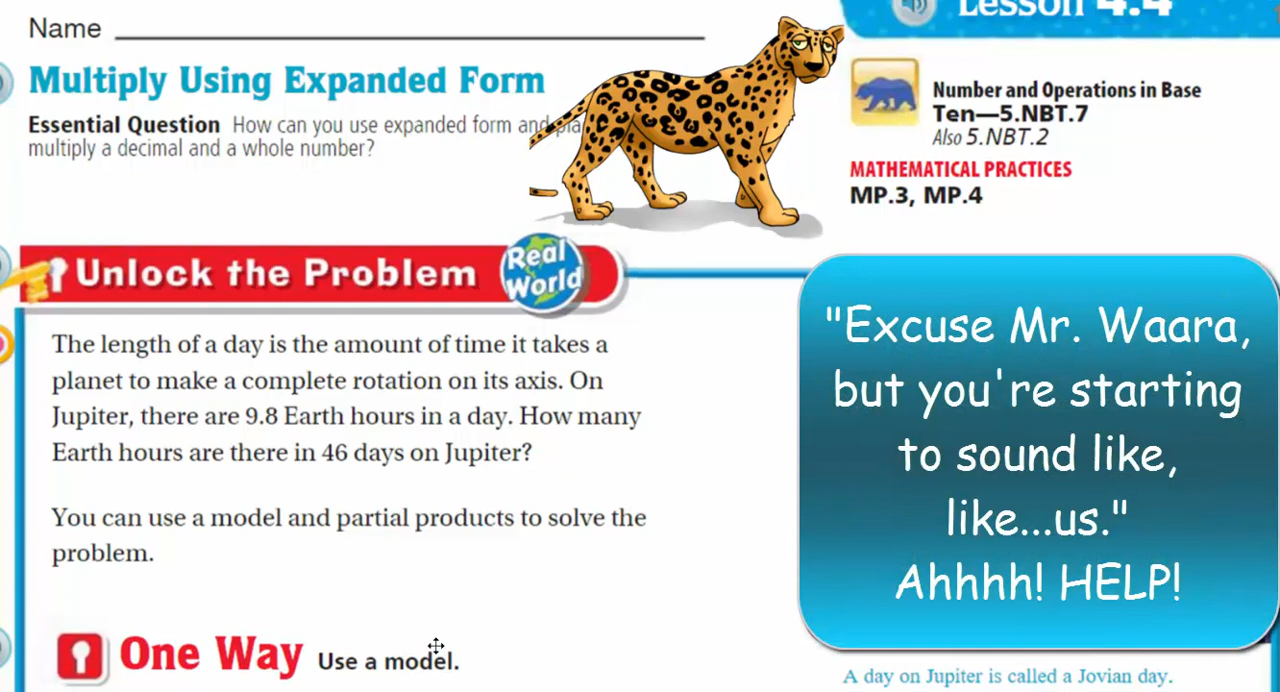 Name
Lesson 4.4
Multiply Using Expanded Form
Essential Question How can you use expanded form and
multiply a decimal and a whole number?
Number and Operations in Base
Ten—5.NBT.7
Also 5.NBT.2
MATHEMATICAL PRACTICES
MP.3, MP.4
Unlock the Problem
Real
World
The length of a day is the amount of time it takes a
planet to make a complete rotation on its axis. On
Jupiter, there are 9.8 Earth hours in a day. How many
Earth hours are there in 46 days on Jupiter?
You can use a model and partial products to solve the
problem.
One Way Use a model.
"Excuse Mr. Waara,
but you're starting
to sound like,
like...us."
Ahhhh! HELP!
A day on Jupiter is called a Jovian day.